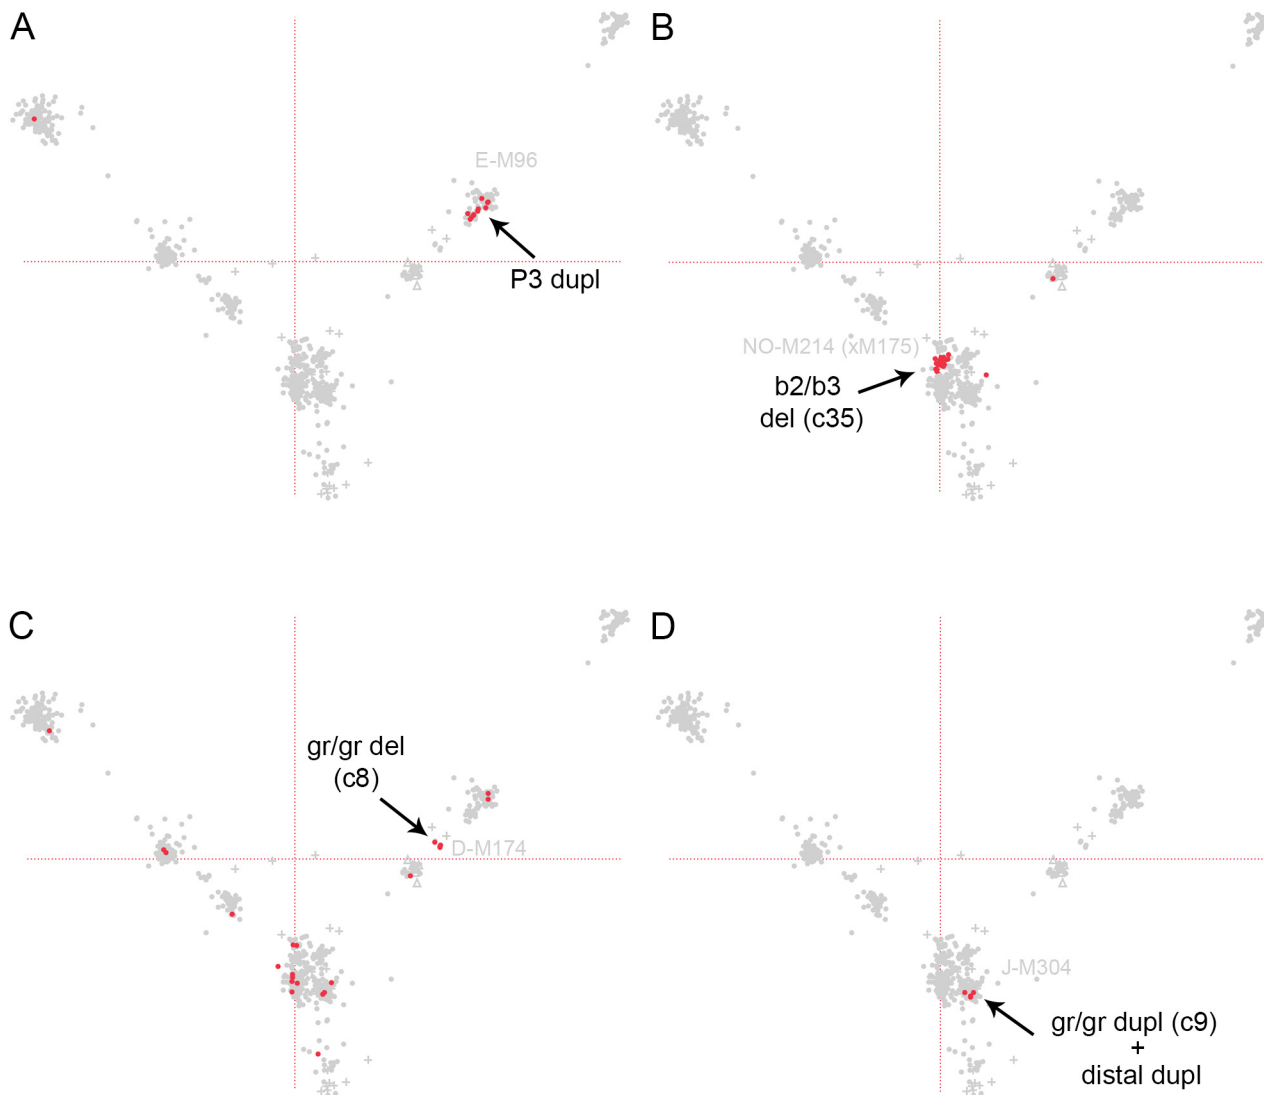 A
E-M96
P3 dupl
B
NO-M214 (xM175)
b2/b3
del (c35)
C
gr/gr del
(c8)
D-M174
D
J-M304
gr/gr dupl (c9)
+
distal dupl